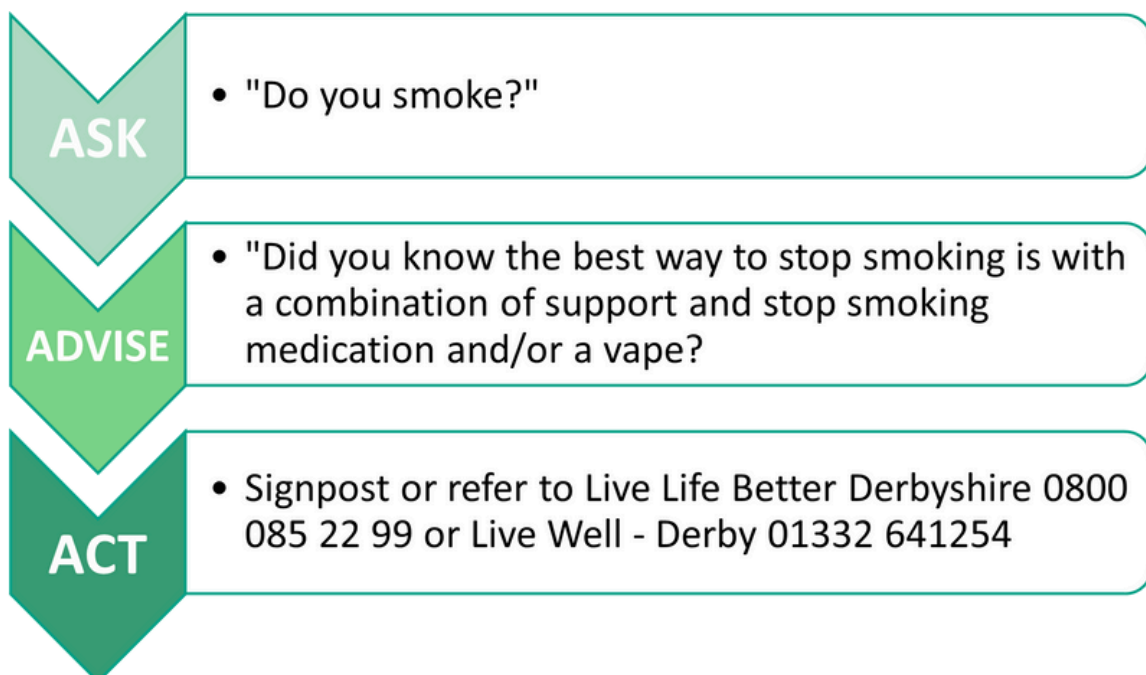 ASK
• "Do you smoke?"
ADVISE
• "Did you know the best way to stop smoking is with
a combination of support and stop smoking
medication and/or a vape?
ACT
• Signpost or refer to Live Life Better Derbyshire 0800
085 22 99 or Live Well - Derby 01332 641254